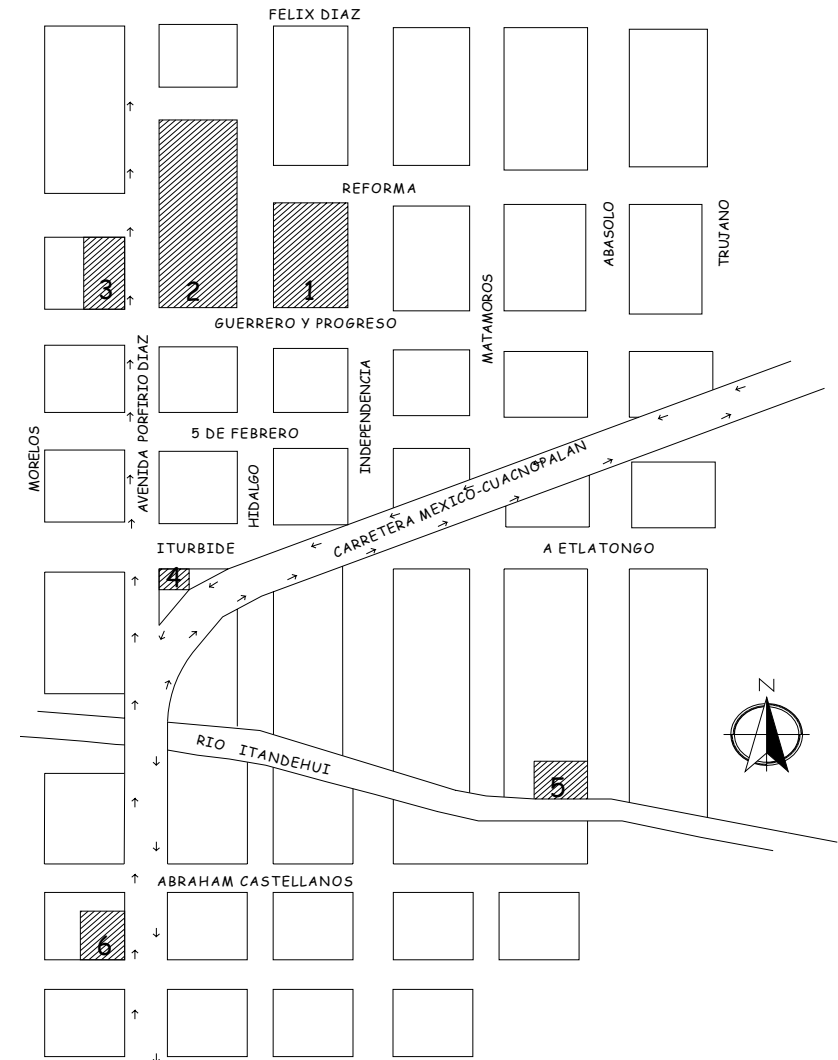 FELIX DIAZ
REFORMA
ABASOLO
TRUJANO
3
2
1
MATAMOROS
GUERRERO Y PROGRESO
AVENIDA PORFIRIO DIAZ
INDEPENDENCIA
MORELOS
5 DE FEBRERO
HIDALGO
CARRETERA MEXICO-CUACNOPALAN
ITURBIDE
A ETLATONGO
4
N
RIO ITANDEHUI
5
ABRAHAM CASTELLANOS
6